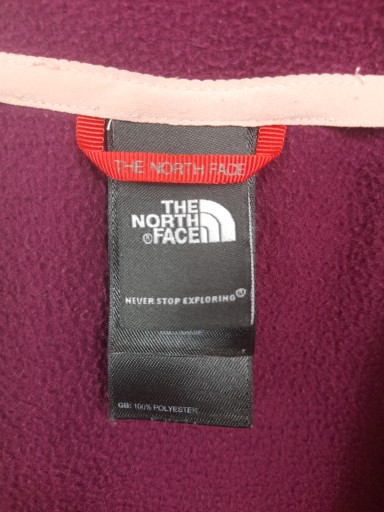 THE NORTH FACE
THE
NORTH
®FACE
NEVER STOP EXPLORING®
GB: 100% POLYESTER